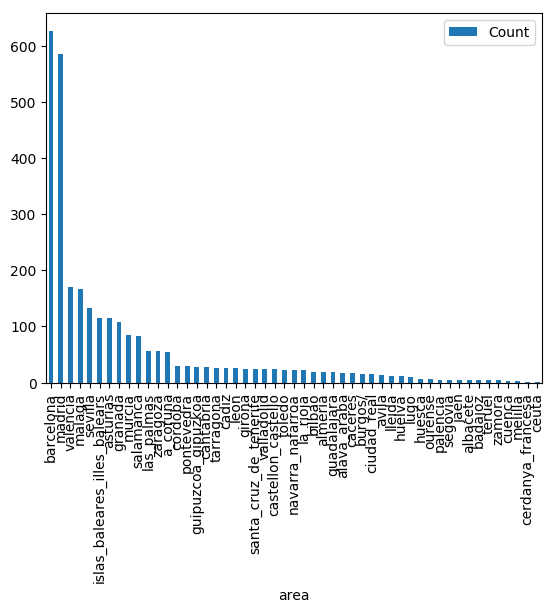 600
500
400
300
200
100
0
Count
barcelona
madrid
valencia
malaga
sevilla
islas_baleares_illes_balears
asturias
granada
murcia
salamanca
las_palmas
zaragoza
a_coruna
cordoba
pontevedra
guipuzcoa_gipuzkoa
cantabria
tarragona
cadiz
leon
girona
santa_cruz_de_tenerife
valladolid
castellon_castello
toledo
navarra_nafarroa
la_rioja
bilbao
almeria
guadalajara
alava_araba
caceres
burgos/
ciudad_real
avila
lleida
huelva
lugo
huesca
ourense
palencia
segovia
jaen
albacete
badajoz
teruel
zamora
cuenca
melilla
cerdanya_francesa
ceuta
area